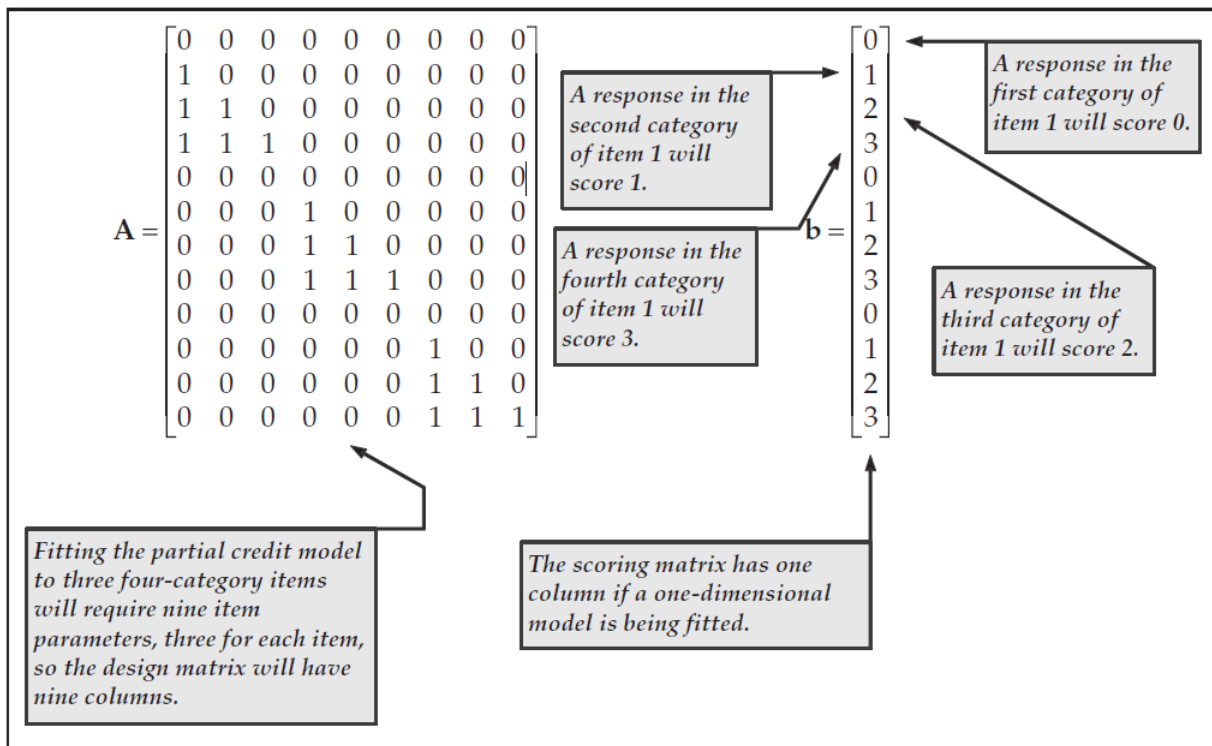 0 0 0 0 0 0 0 0 0
1 0 0 0 0 0 0 0 0
1 1 0 0 0 0 0 0 0
1 1 1 0 0 0 0 0 0
0 0 0 0 0 0 0 0 0
0 0 0 1 0 0 0 0 0
A =
0 0 0 1 1 0 0 0 0
0 0 0 1 1 1 0 0 0
0 0 0 0 0 0 0 0 0
0 0 0 0 0 0 1 0 0
0 0 0 0 0 0 1 1 0
0 0 0 0 0 0 1 1 1
A response in the
second category
of item 1 will
score 1.
A response in the
fourth category
of item 1 will
score 3.
b =
0
1
2
3
0
1
2
3
0
1
2
3
A response in the
first category of
item 1 will score 0.
A response in the
third category of
item 1 will score 2.
Fitting the partial credit model
to three four-category items
will require nine item
parameters, three for each item,
so the design matrix will have
nine columns.
The scoring matrix has one
column if a one-dimensional
model is being fitted.